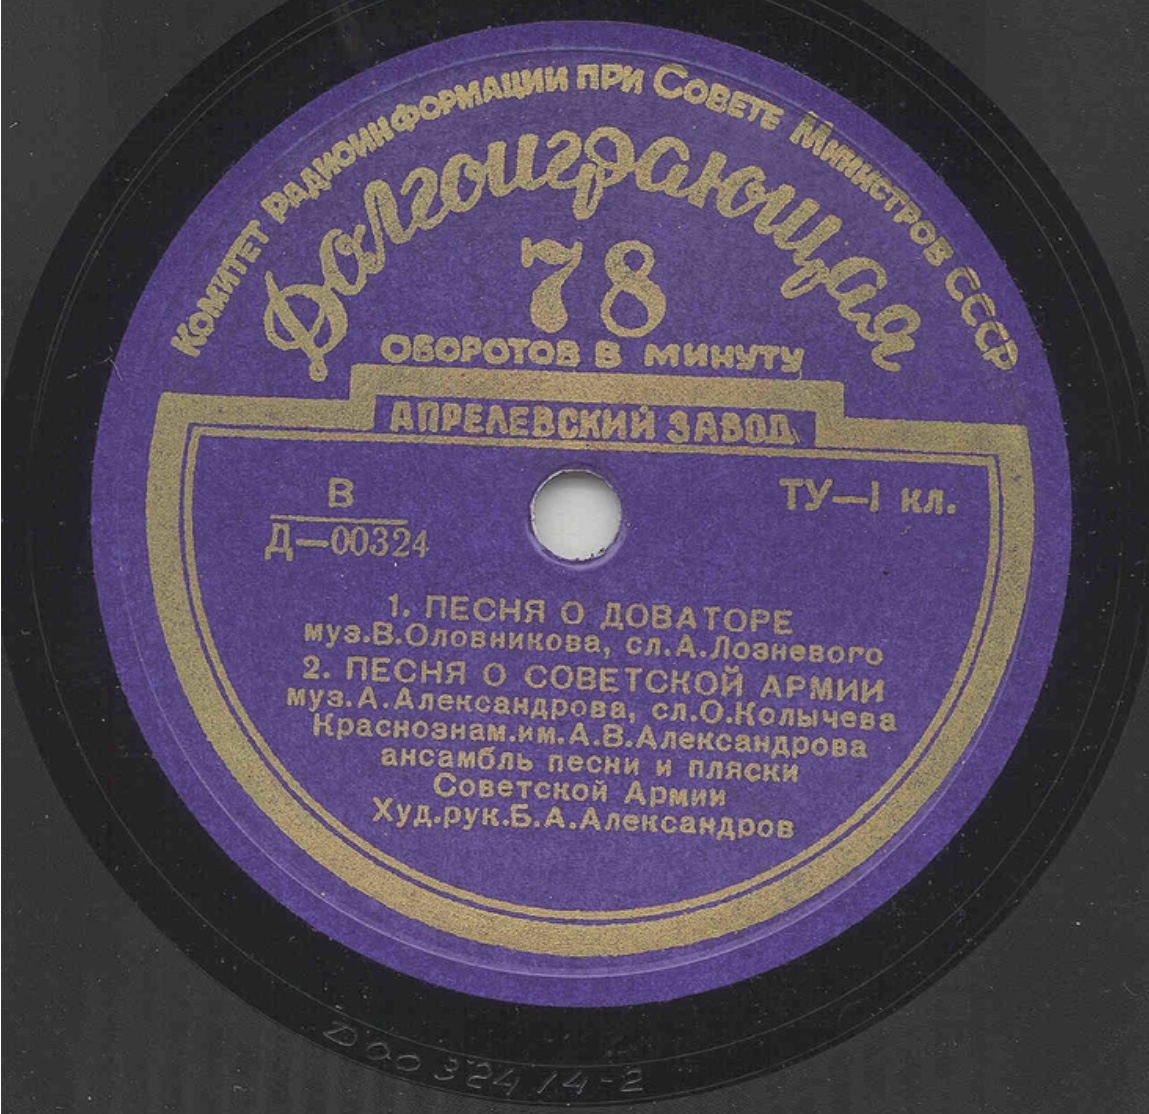 КОМИТЕТ РАДИОИНФОРМАЦИИ ПРИ СОВЕТЕ МИНИСТРОВ СССР
Долгоиграющая
78
ОБОРОТОВ В МИНУТУ
АПРЕЛЕВСКИЙ ЗАВОД
В
Д—00324
ТУ—I кл.
1. ПЕСНЯ О ДОВАТОРЕ
муз.В.Оловникова, сл.А.Лозневого
2. ПЕСНЯ О СОВЕТСКОЙ АРМИИ
муз.А.Александрова, сл.О.Колычева
Краснознам.им.А.В.Александрова
ансамбль песни и пляски
Советской Армии
Худ.рук.Б.А.Александров
D00324/4-2